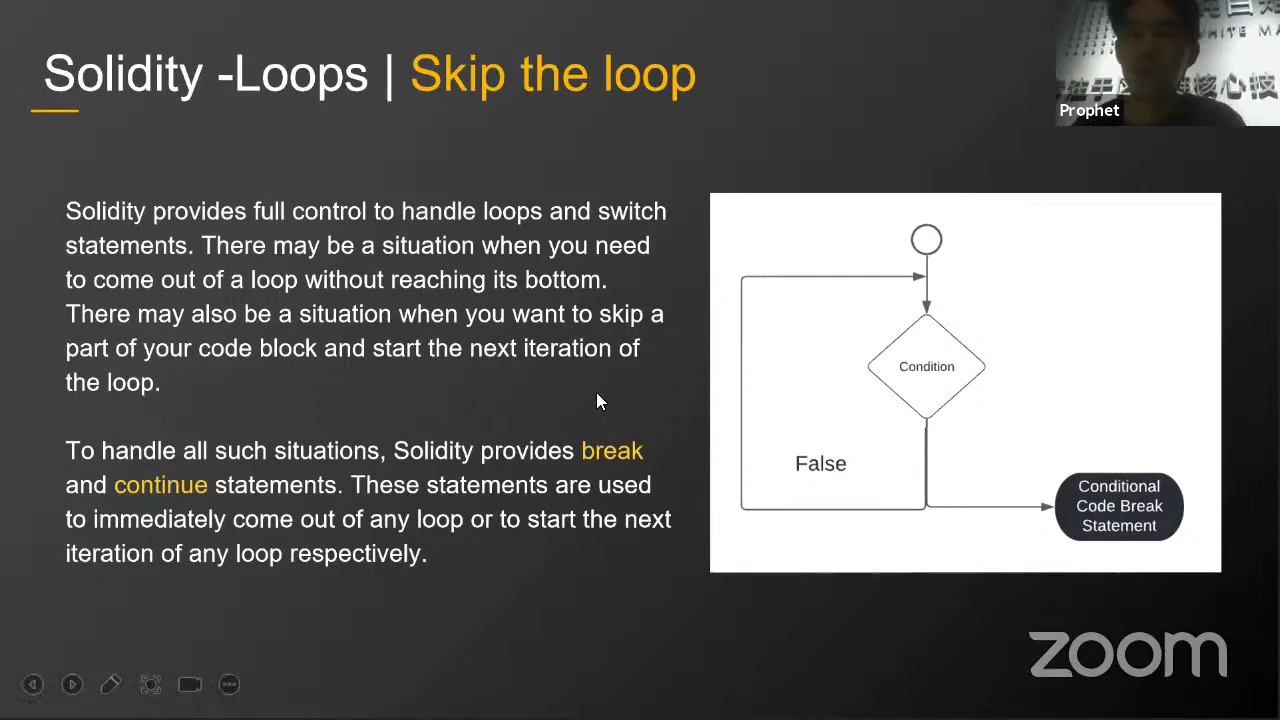 Solidity -Loops | Skip the loop
Prophet
Solidity provides full control to handle loops and switch
statements. There may be a situation when you need
to come out of a loop without reaching its bottom.
There may also be a situation when you want to skip a
part of your code block and start the next iteration of
the loop.
To handle all such situations, Solidity provides break
and continue statements. These statements are used
to immediately come out of any loop or to start the next
iteration of any loop respectively.
Condition
False
Conditional
Code Break
Statement
zoom